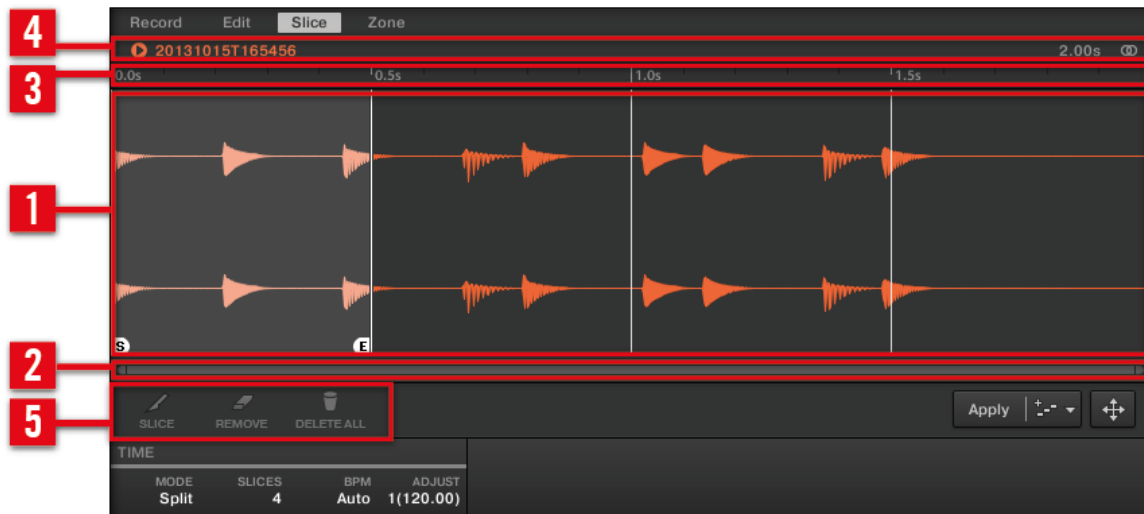 4
Record Edit Slice Zone
20131015T165456 2.00s
3
0.0s 0.5s 1.0s 1.5s
1
S E
2
5
SLICE REMOVE DELETE ALL
Apply
TIME
MODE SLICES BPM ADJUST
Split 4 Auto 1(120.00)